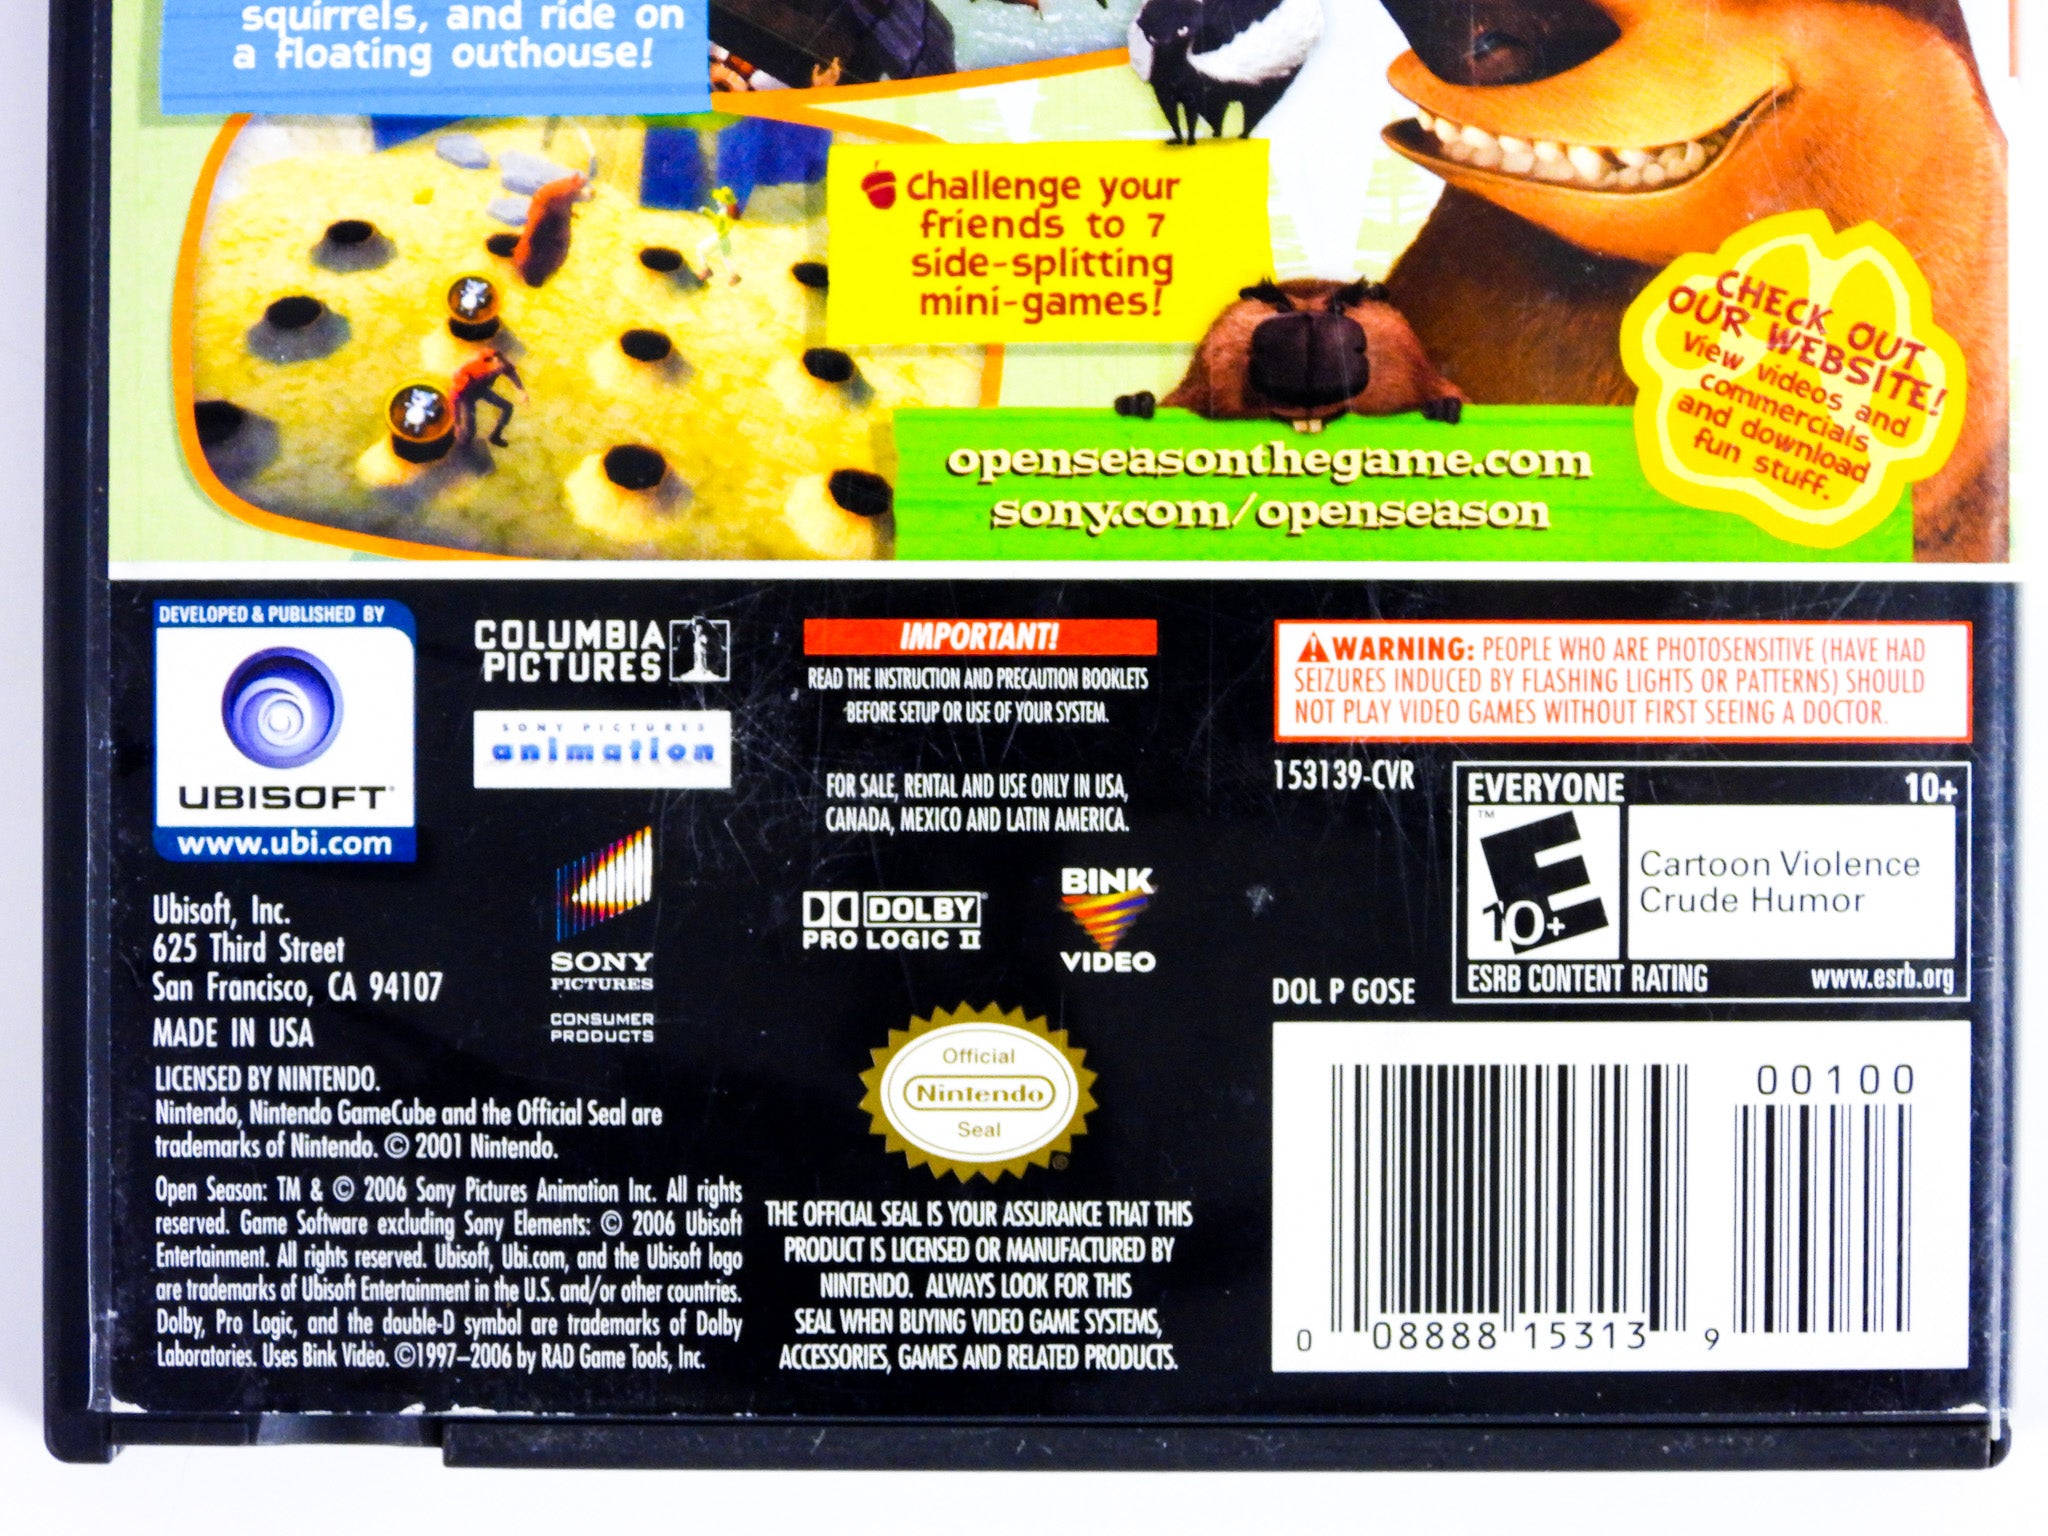 squirrels, and ride on
a floating outhouse!
Challenge your
friends to 7
side-splitting
mini-games!
CHECK OUT
OUR WEBSITE!
View videos and
commercials
and download
fun stuff.
openseasonthegame.com
sony.com/openseason
DEVELOPED & PUBLISHED BY
UBISOFT
www.ubi.com
Ubisoft, Inc.
625 Third Street
San Francisco, CA 94107
MADE IN USA
LICENSED BY NINTENDO.
Nintendo, Nintendo GameCube and the Official Seal are
trademarks of Nintendo. © 2001 Nintendo.
Open Season: TM & © 2006 Sony Pictures Animation Inc. All rights
reserved. Game Software excluding Sony Elements: © 2006 Ubisoft
Entertainment. All rights reserved. Ubisoft, Ubi.com, and the Ubisoft logo
are trademarks of Ubisoft Entertainment in the U.S. and/or other countries.
Dolby, Pro Logic, and the double-D symbol are trademarks of Dolby
Laboratories. Uses Bink Video. ©1997–2006 by RAD Game Tools, Inc.
COLUMBIA
PICTURES
SONY PICTURES
animation
SONY
PICTURES
CONSUMER
PRODUCTS
IMPORTANT!
READ THE INSTRUCTION AND PRECAUTION BOOKLETS
BEFORE SETUP OR USE OF YOUR SYSTEM.
FOR SALE, RENTAL AND USE ONLY IN USA,
CANADA, MEXICO AND LATIN AMERICA.
DOLBY
PRO LOGIC II
BINK
VIDEO
Official
Nintendo
Seal
THE OFFICIAL SEAL IS YOUR ASSURANCE THAT THIS
PRODUCT IS LICENSED OR MANUFACTURED BY
NINTENDO. ALWAYS LOOK FOR THIS
SEAL WHEN BUYING VIDEO GAME SYSTEMS,
ACCESSORIES, GAMES AND RELATED PRODUCTS.
WARNING: PEOPLE WHO ARE PHOTOSENSITIVE (HAVE HAD
SEIZURES INDUCED BY FLASHING LIGHTS OR PATTERNS) SHOULD
NOT PLAY VIDEO GAMES WITHOUT FIRST SEEING A DOCTOR.
153139-CVR
EVERYONE 10+
TM
E
10+
Cartoon Violence
Crude Humor
ESRB CONTENT RATING www.esrb.org
DOL P GOSE
00100
0 08888 15313 9